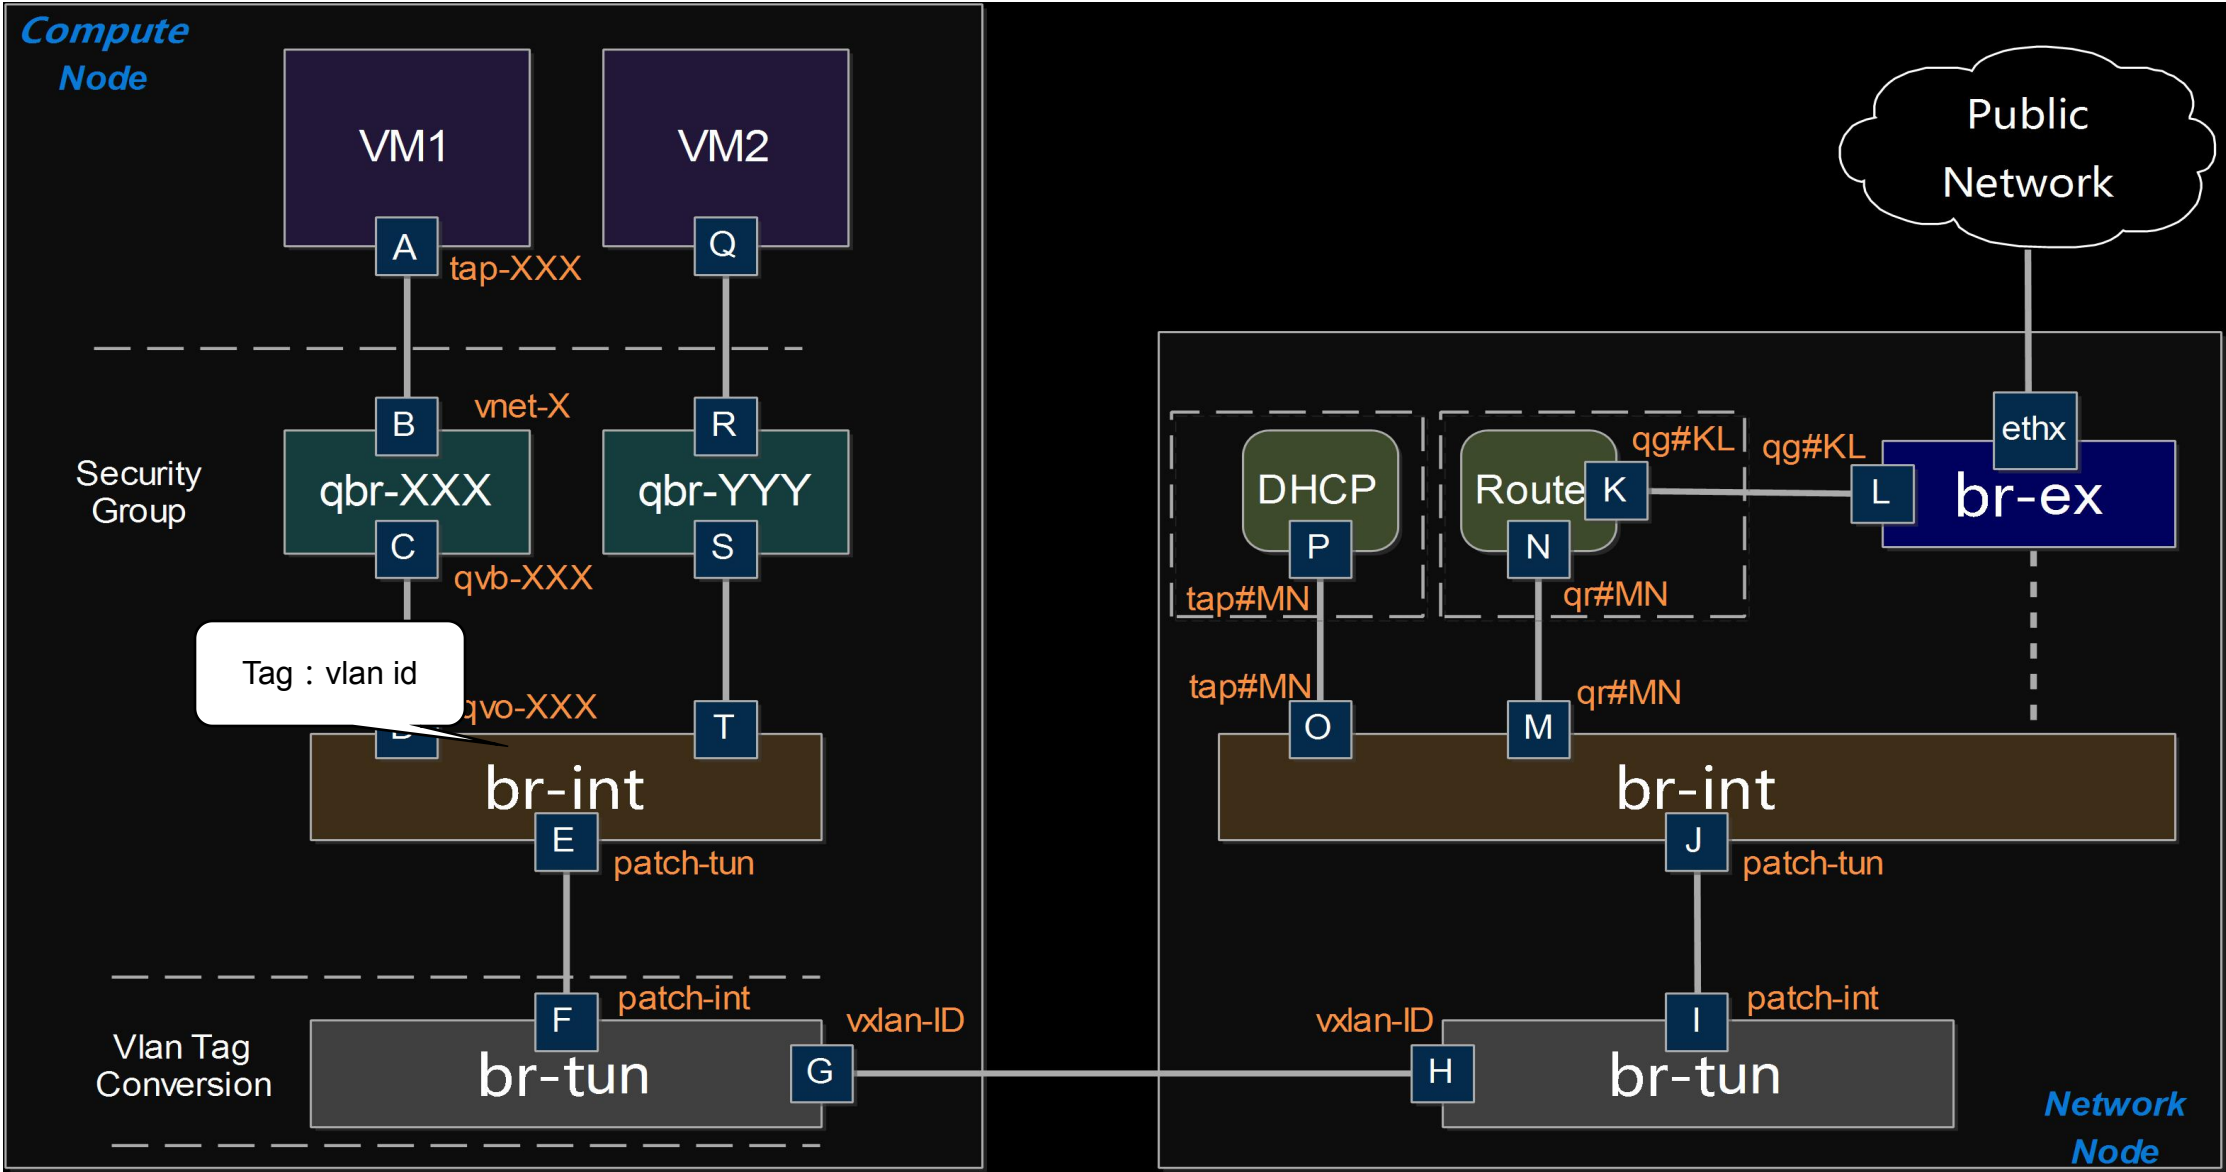 Compute
Node
VM1
VM2
Public
Network
A
tap-XXX
Q
B
vnet-X
R
Security
Group
qbr-XXX
qbr-YYY
C
qvb-XXX
S
Tag：vlan id
qvo-XXX
T
br-int
E
patch-tun
F
patch-int
Vlan Tag
Conversion
br-tun
G
vxlan-ID
ethx
DHCP
Route
K
qg#KL
qg#KL
L
br-ex
P
N
tap#MN
qr#MN
tap#MN
qr#MN
O
M
br-int
J
patch-tun
I
patch-int
vxlan-ID
H
br-tun
Network
Node